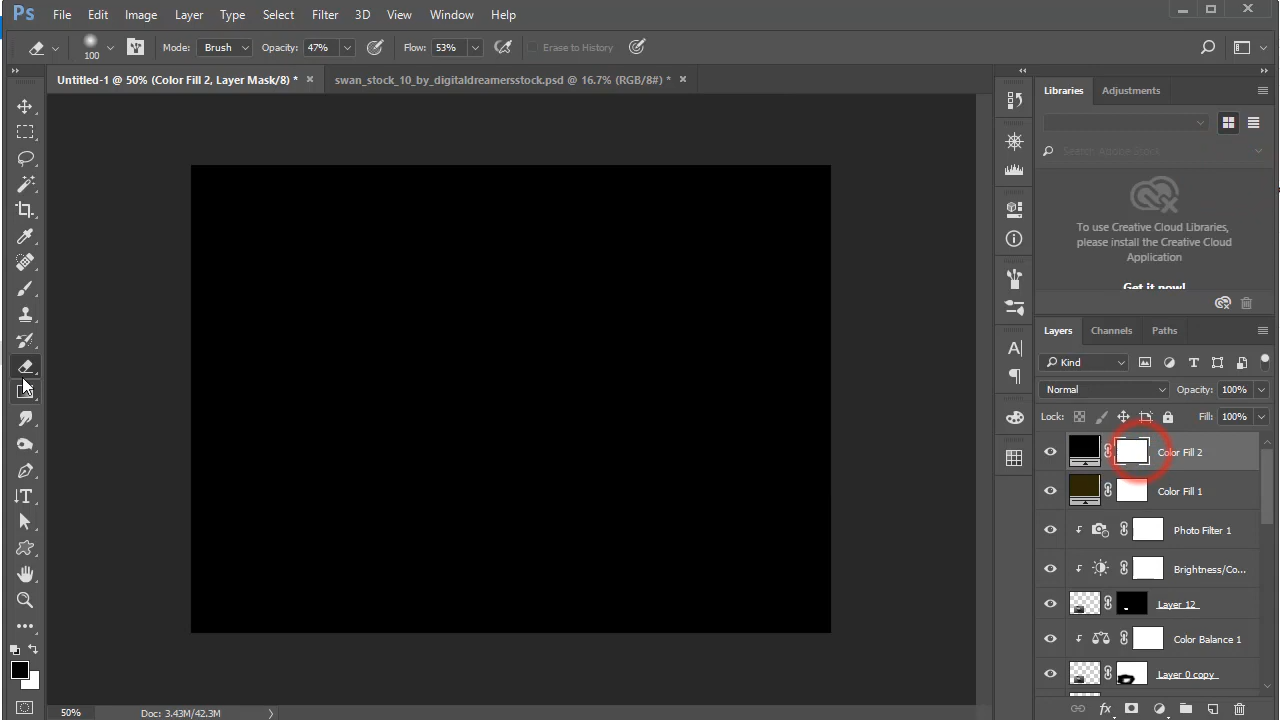 Ps File Edit Image Layer Type Select Filter 3D View Window Help
100 Mode: Brush Opacity: 47% Flow: 53% Erase to History
Untitled-1 @ 50% (Color Fill 2, Layer Mask/8) * swan_stock_10_by_digitaldreamersstock.psd @ 16.7% (RGB/8#) *
Libraries Adjustments
Search Adobe Stock
To use Creative Cloud Libraries,
please install the Creative Cloud
Application
Get it now!
Layers Channels Paths
Kind
Normal Opacity: 100%
Lock: Fill: 100%
Color Fill 2
Color Fill 1
Photo Filter 1
Brightness/Co...
Layer 12
Color Balance 1
Layer 0 copy
50% Doc: 3.43M/42.3M